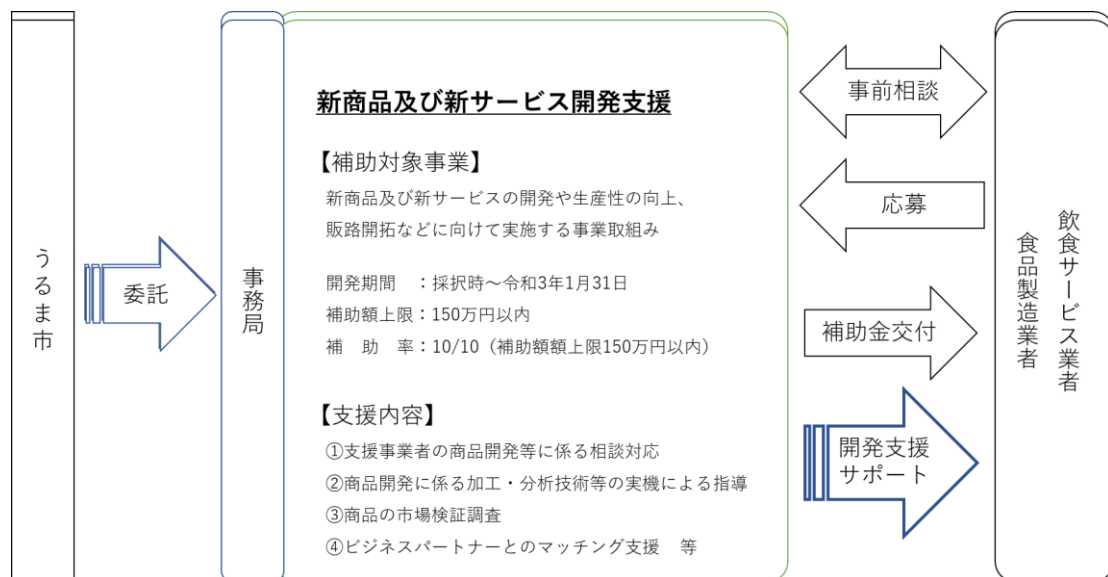 うるま市
委託
事務局
新商品及び新サービス開発支援
【補助対象事業】
新商品及び新サービスの開発や生産性の向上、
販路開拓などに向けて実施する事業取組み
開発期間　：採択時～令和3年1月31日
補助額上限：150万円以内
補　助　率：10/10（補助額額上限150万円以内）
【支援内容】
①支援事業者の商品開発等に係る相談対応
②商品開発に係る加工・分析技術等の実機による指導
③商品の市場検証調査
④ビジネスパートナーとのマッチング支援　等
事前相談
応募
補助金交付
開発支援
サポート
飲食サービス業者
食品製造業者